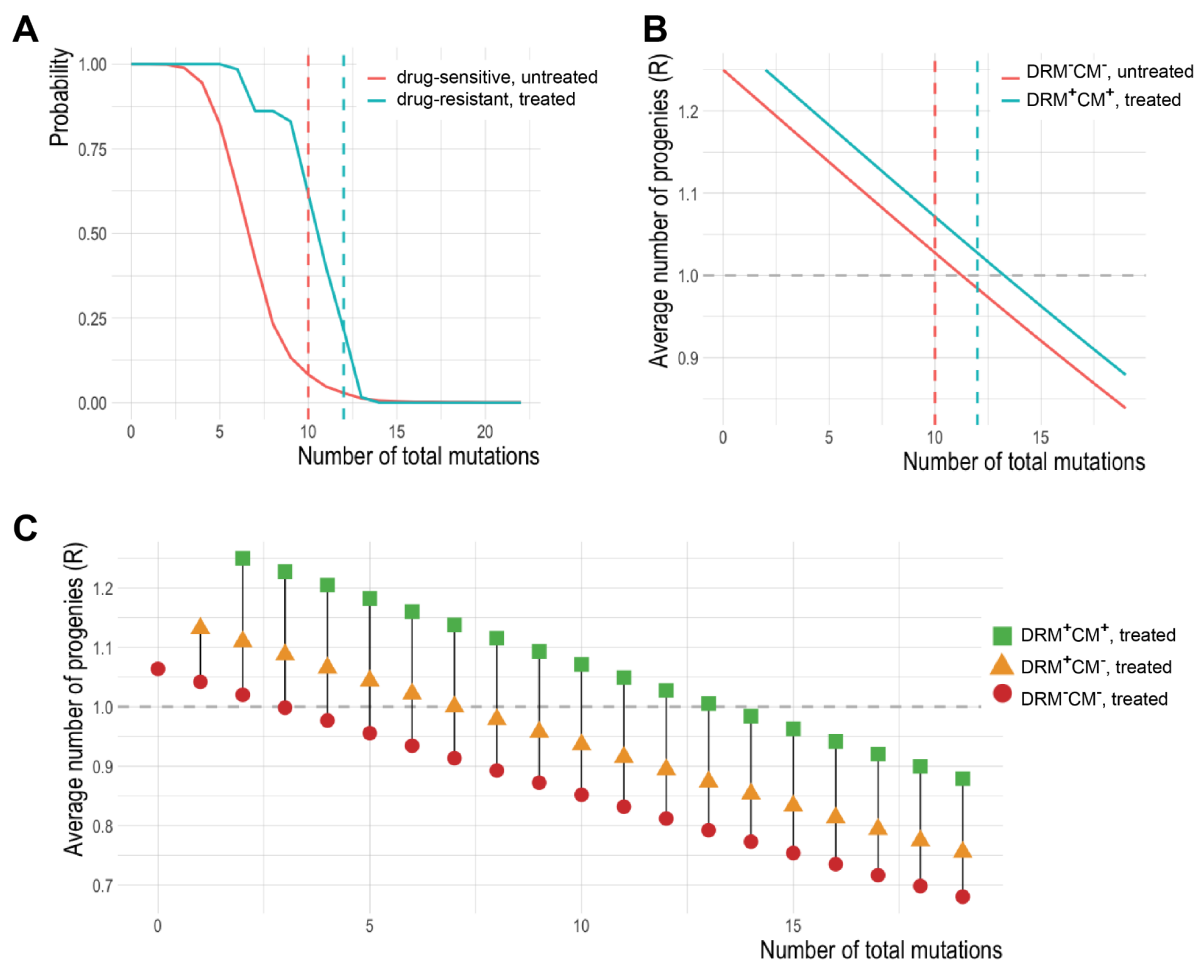 A
Probability
1.00
0.75
0.50
0.25
0.00
0
5
10
15
20
Number of total mutations
drug-sensitive, untreated
drug-resistant, treated
B
Average number of progenies (R)
1.2
1.1
1.0
0.9
0
5
10
15
Number of total mutations
DRM⁻CM⁻, untreated
DRM⁺CM⁺, treated
C
Average number of progenies (R)
1.2
1.1
1.0
0.9
0.8
0.7
0
5
10
15
Number of total mutations
DRM⁺CM⁺, treated
DRM⁺CM⁻, treated
DRM⁻CM⁻, treated